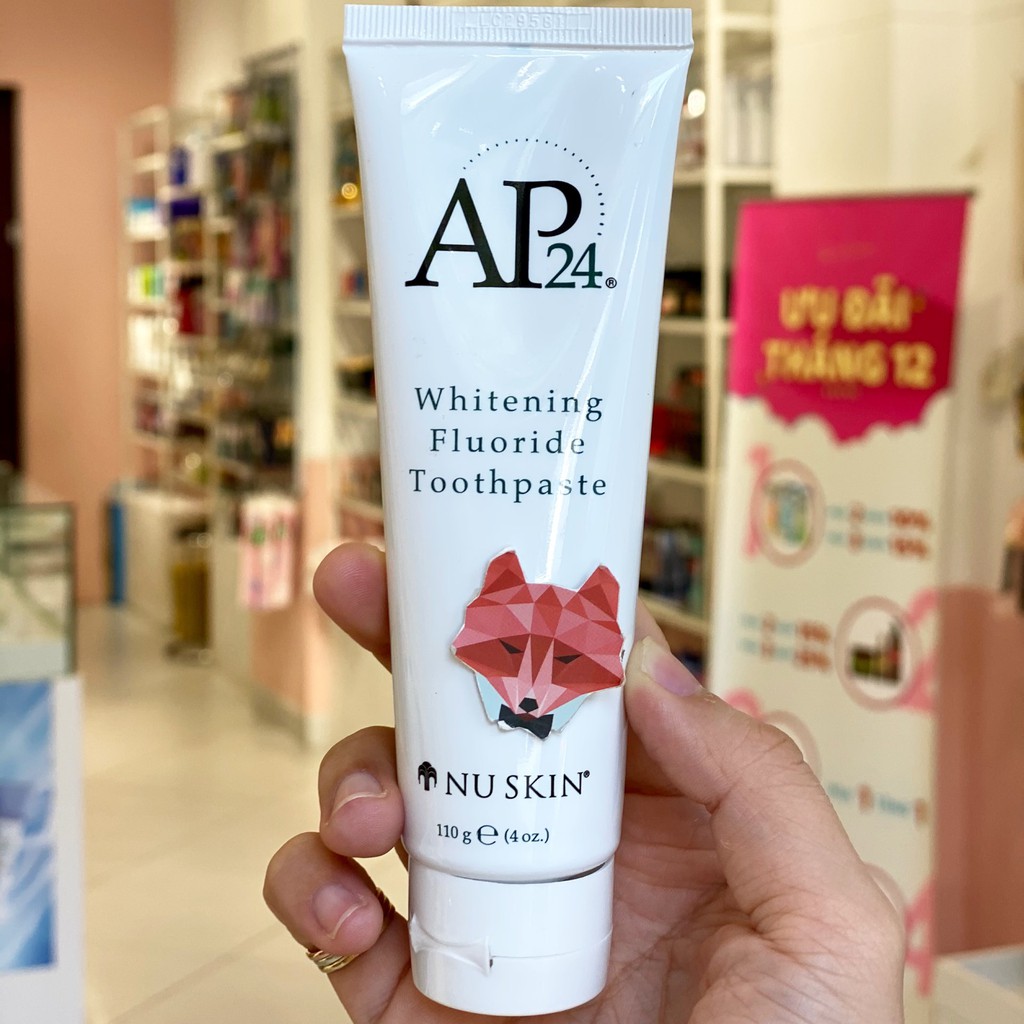 AP24®
Whitening
Fluoride
Toothpaste
NU SKIN®
110 g ℮ (4 oz.)
ƯU ĐÃI
THÁNG 12